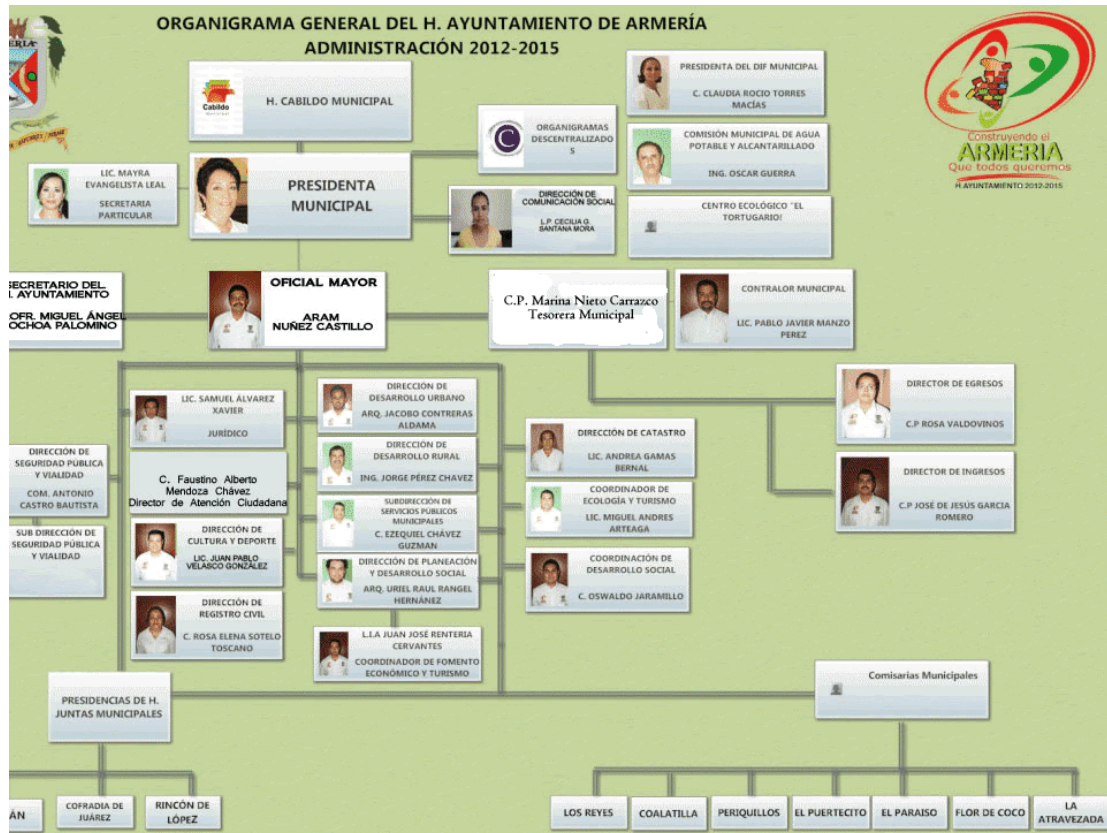 ORGANIGRAMA GENERAL DEL H. AYUNTAMIENTO DE ARMERÍA
ADMINISTRACIÓN 2012-2015
Cabildo
Municipal
H. CABILDO MUNICIPAL
PRESIDENTA DEL DIF MUNICIPAL
C. CLAUDIA ROCIO TORRES
MACÍAS
ORGANIGRAMAS
DESCENTRALIZADO
S
COMISIÓN MUNICIPAL DE AGUA
POTABLE Y ALCANTARILLADO
ING. OSCAR GUERRA
Construyendo el
ARMERIA
Que todos queremos
H. AYUNTAMIENTO 2012-2015
LIC. MAYRA
EVANGELISTA LEAL
SECRETARIA
PARTICULAR
PRESIDENTA
MUNICIPAL
DIRECCIÓN DE
COMUNICACIÓN SOCIAL
L.P. CECILIA G.
SANTANA MORA
CENTRO ECOLÓGICO "EL
TORTUGARIO!
SECRETARIO DEL
. AYUNTAMIENTO
OFR. MIGUEL ÁNGEL
OCHOA PALOMINO
OFICIAL MAYOR
ARAM
NUÑEZ CASTILLO
C.P. Marina Nieto Carrazco
Tesorera Municipal
CONTRALOR MUNICIPAL
LIC. PABLO JAVIER MANZO
PEREZ
LIC. SAMUEL ÁLVAREZ
XAVIER
JURÍDICO
DIRECCIÓN DE
DESARROLLO URBANO
ARQ. JACOBO CONTRERAS
ALDAMA
DIRECTOR DE EGRESOS
C.P ROSA VALDOVINOS
DIRECCIÓN DE
SEGURIDAD PÚBLICA
Y VIALIDAD
COM. ANTONIO
CASTRO BAUTISTA
C. Faustino Alberto
Mendoza Chávez
Director de Atención Ciudadana
DIRECCIÓN DE
DESARROLLO RURAL
ING. JORGE PÉREZ CHAVEZ
DIRECCIÓN DE CATASTRO
LIC. ANDREA GAMAS
BERNAL
DIRECTOR DE INGRESOS
C.P JOSÉ DE JESÚS GARCIA
ROMERO
SUB DIRECCIÓN DE
SEGURIDAD PÚBLICA
Y VIALIDAD
DIRECCIÓN DE
CULTURA Y DEPORTE
LIC. JUAN PABLO
VELASCO GONZÁLEZ
SUBDIRECCIÓN DE
SERVICIOS PÚBLICOS
MUNICIPALES
C. EZEQUIEL CHÁVEZ
GUZMAN
COORDINADOR DE
ECOLOGÍA Y TURISMO
LIC. MIGUEL ANDRES
ARTEAGA
DIRECCIÓN DE PLANEACIÓN
Y DESARROLLO SOCIAL
ARQ. URIEL RAUL RANGEL
HERNÁNEZ
COORDINACIÓN DE
DESARROLLO SOCIAL
C. OSWALDO JARAMILLO
DIRECCIÓN DE
REGISTRO CIVIL
C. ROSA ELENA SOTELO
TOSCANO
L.I.A JUAN JOSÉ RENTERIA
CERVANTES
COORDINADOR DE FOMENTO
ECONÓMICO Y TURISMO
PRESIDENCIAS DE H.
JUNTAS MUNICIPALES
Comisarias Municipales
ÁN
COFRADIA DE
JUÁREZ
RINCÓN DE
LÓPEZ
LOS REYES
COALATILLA
PERIQUILLOS
EL PUERTECITO
EL PARAISO
FLOR DE COCO
LA
ATRAVEZADA